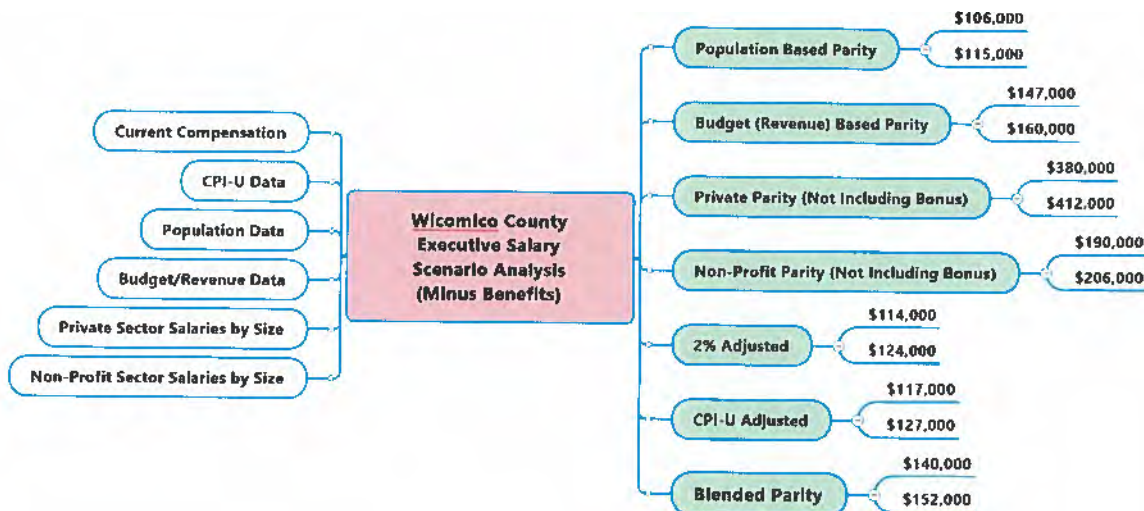 Current Compensation
CPI-U Data
Population Data
Budget/Revenue Data
Private Sector Salaries by Size
Non-Profit Sector Salaries by Size
Wicomico County
Executive Salary
Scenario Analysis
(Minus Benefits)
Population Based Parity
$106,000
$115,000
Budget (Revenue) Based Parity
$147,000
$160,000
Private Parity (Not Including Bonus)
$380,000
$412,000
Non-Profit Parity (Not Including Bonus)
$190,000
$206,000
2% Adjusted
$114,000
$124,000
CPI-U Adjusted
$117,000
$127,000
Blended Parity
$140,000
$152,000